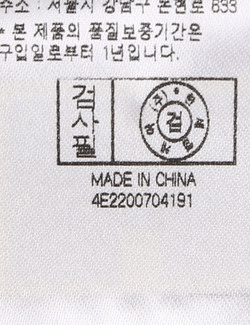 주소 : 서울시 강남구 논현로 633
* 본 제품의 품질보증기간은
구입일로부터 1년입니다.
검사필
검
MADE IN CHINA
4E2200704191